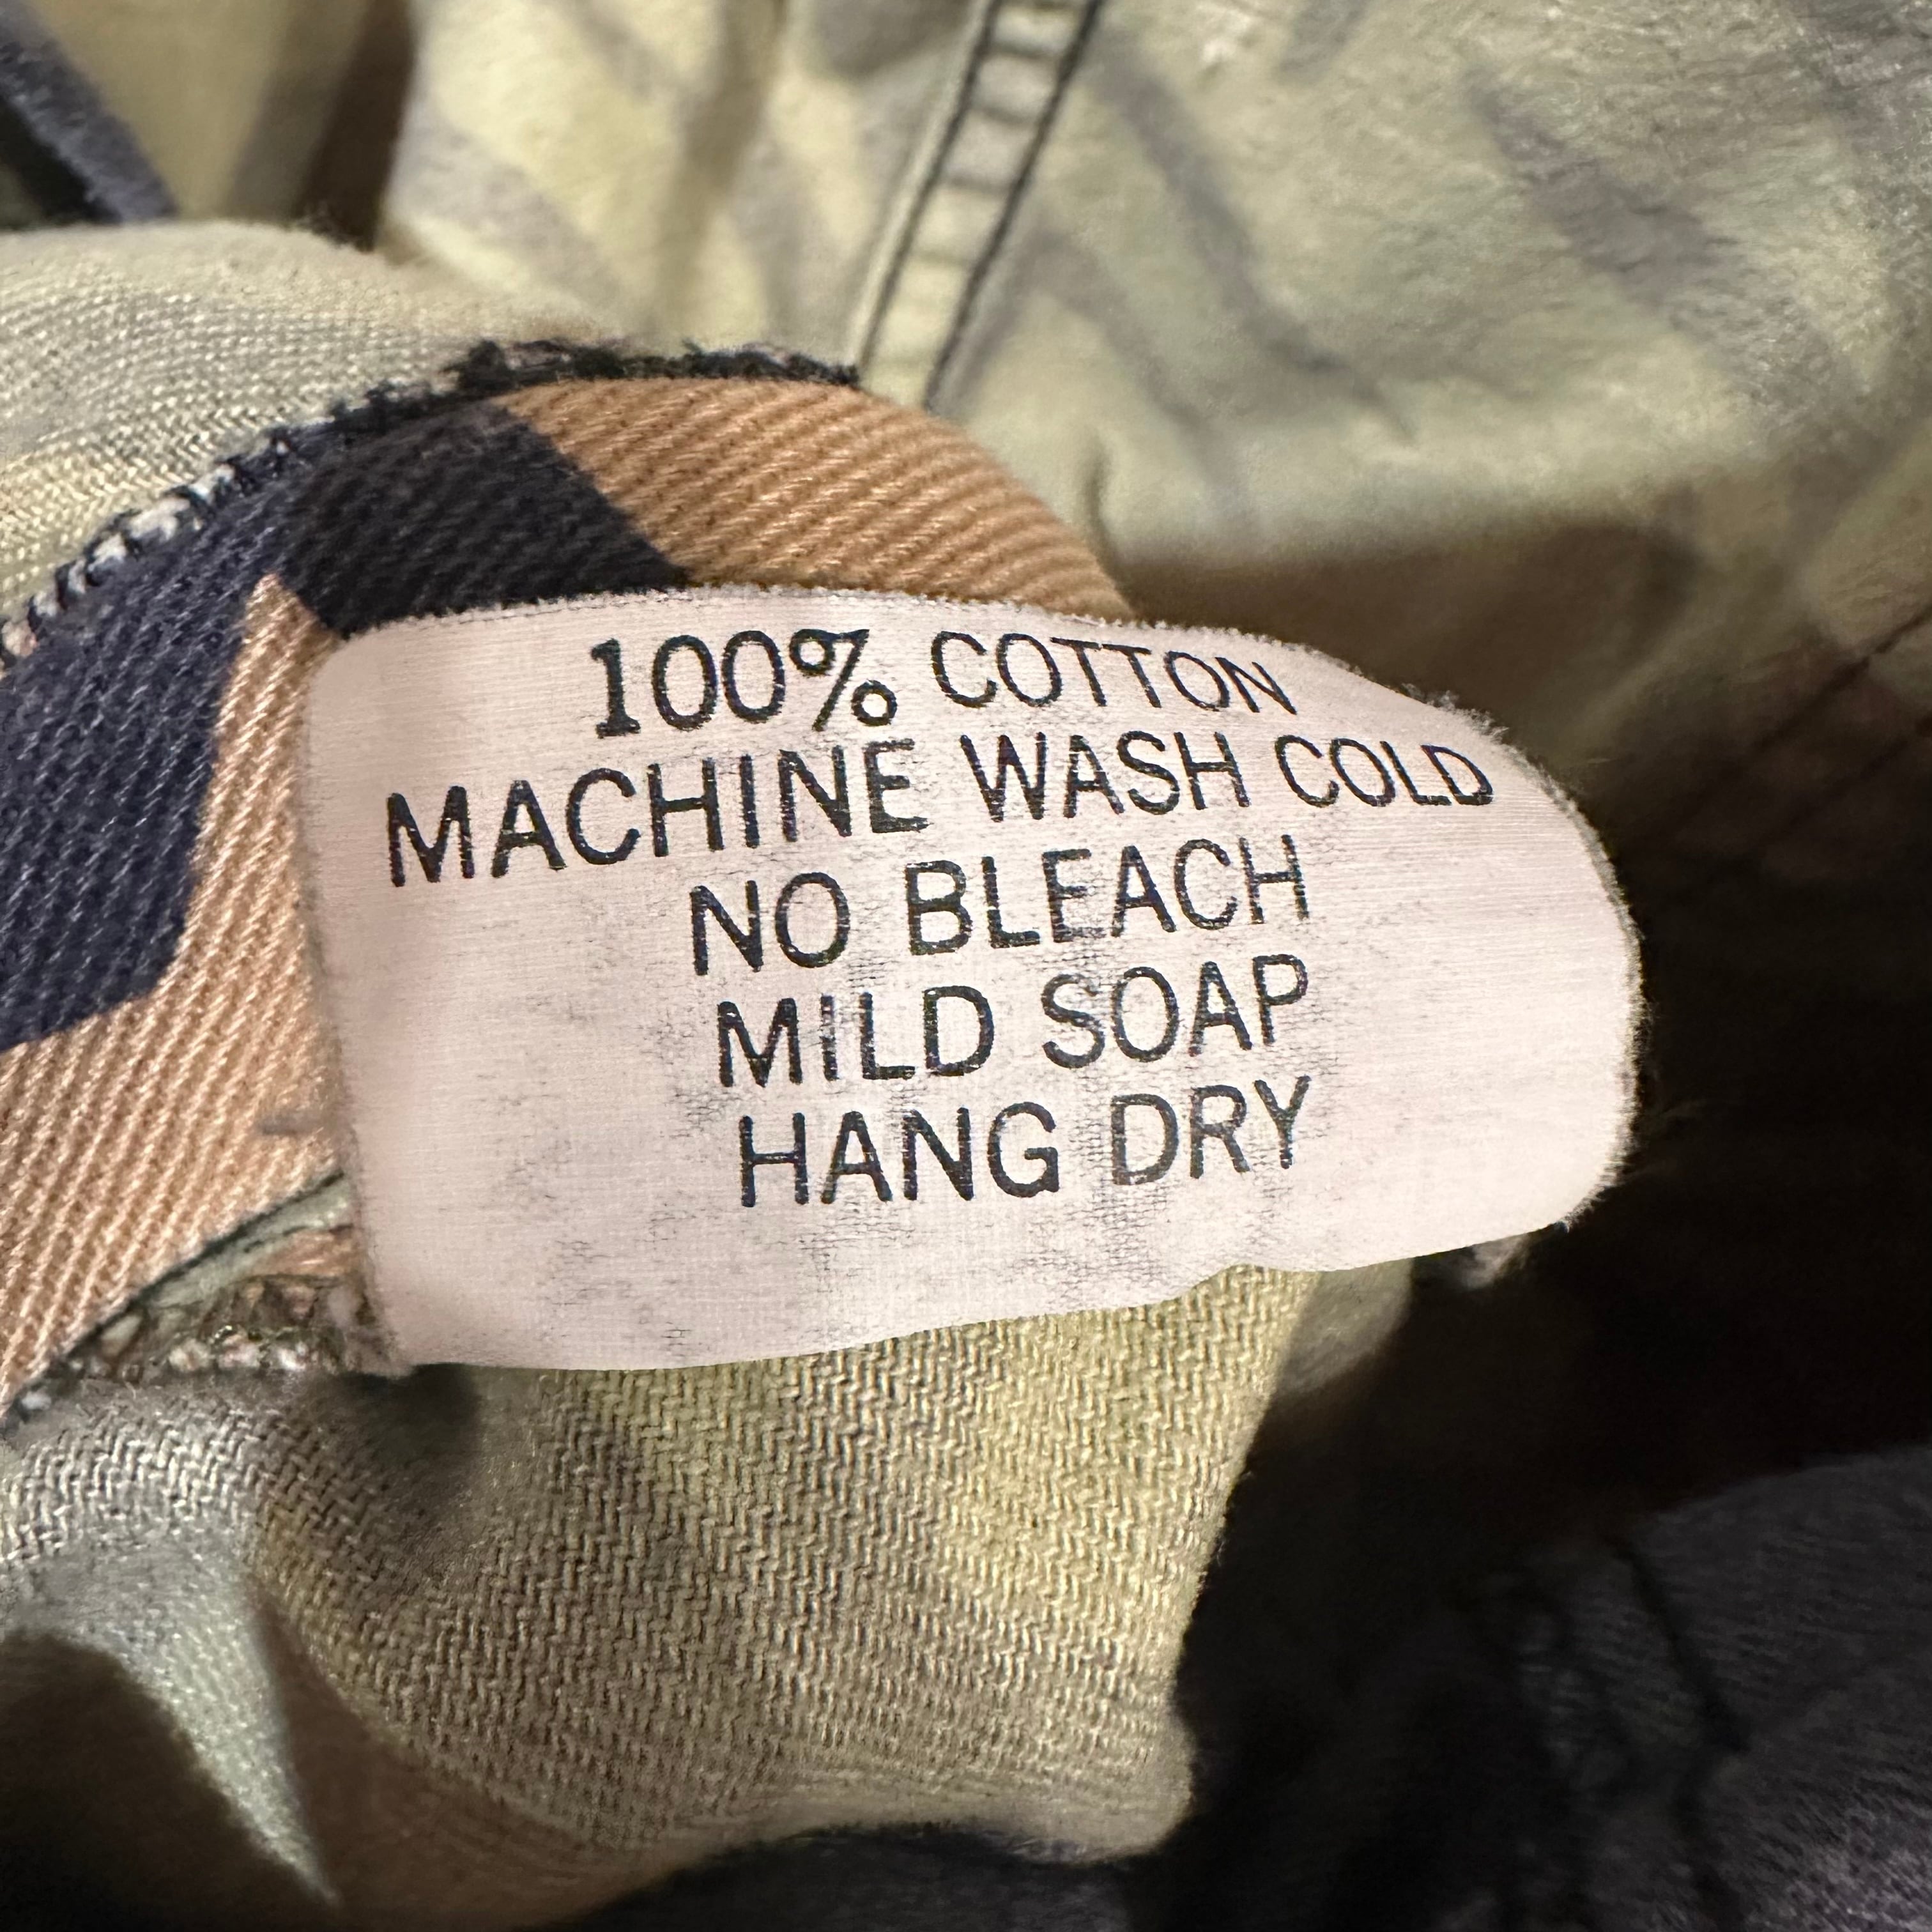 100% COTTON
MACHINE WASH COLD
NO BLEACH
MILD SOAP
HANG DRY